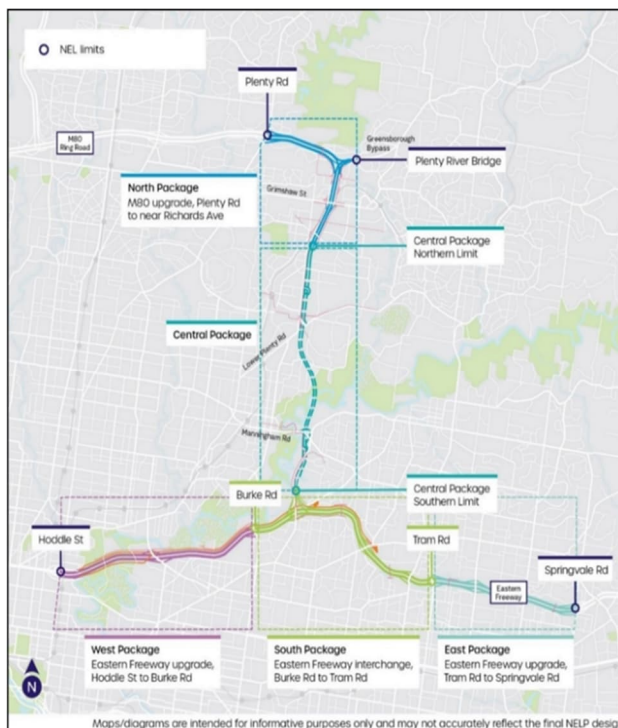 NEL limits
Plenty Rd
M80
Ring Road
Greensborough
Bypass
Plenty River Bridge
North Package
M80 upgrade, Plenty Rd
to near Richards Ave
Grimshaw St
Central Package
Northern Limit
Central Package
Lower Plenty Rd
Manningham Rd
Burke Rd
Central Package
Southern Limit
Hoddle St
Tram Rd
Springvale Rd
Eastern
Freeway
West Package
Eastern Freeway upgrade,
Hoddle St to Burke Rd
South Package
Eastern Freeway interchange,
Burke Rd to Tram Rd
East Package
Eastern Freeway upgrade,
Tram Rd to Springvale Rd
N
Maps/diagrams are intended for informative purposes only and may not accurately reflect the final NELP desig